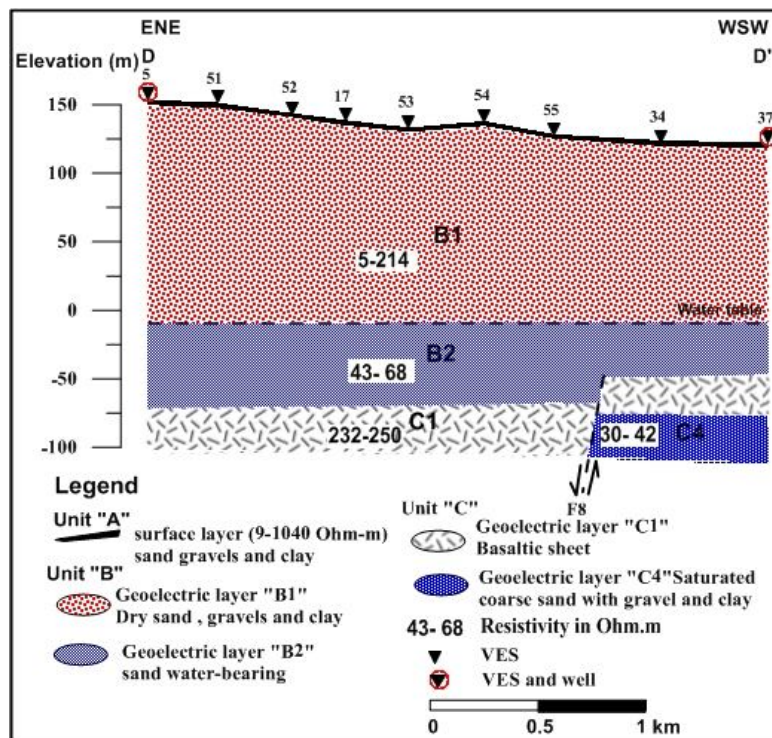 ENE WSW
Elevation (m) D D'
5 51 52 17 53 54 55 34 37
150
100
50
0
-50
-100
B1
5-214
Water table
B2
43- 68
C1
232-250
30- 42 C4
F8
Legend
Unit "A"
surface layer (9-1040 Ohm-m)
sand gravels and clay
Unit "B"
Geoelectric layer "B1"
Dry sand , gravels and clay
Geoelectric layer "B2"
sand water-bearing
Unit "C"
Geoelectric layer "C1"
Basaltic sheet
Geoelectric layer "C4"Saturated
coarse sand with gravel and clay
43- 68 Resistivity in Ohm.m
VES
VES and well
0 0.5 1 km